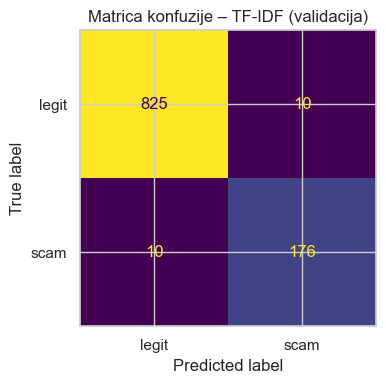 Matrica konfuzije – TF-IDF (validacija)
legit
825
10
True label
scam
10
176
legit
scam
Predicted label